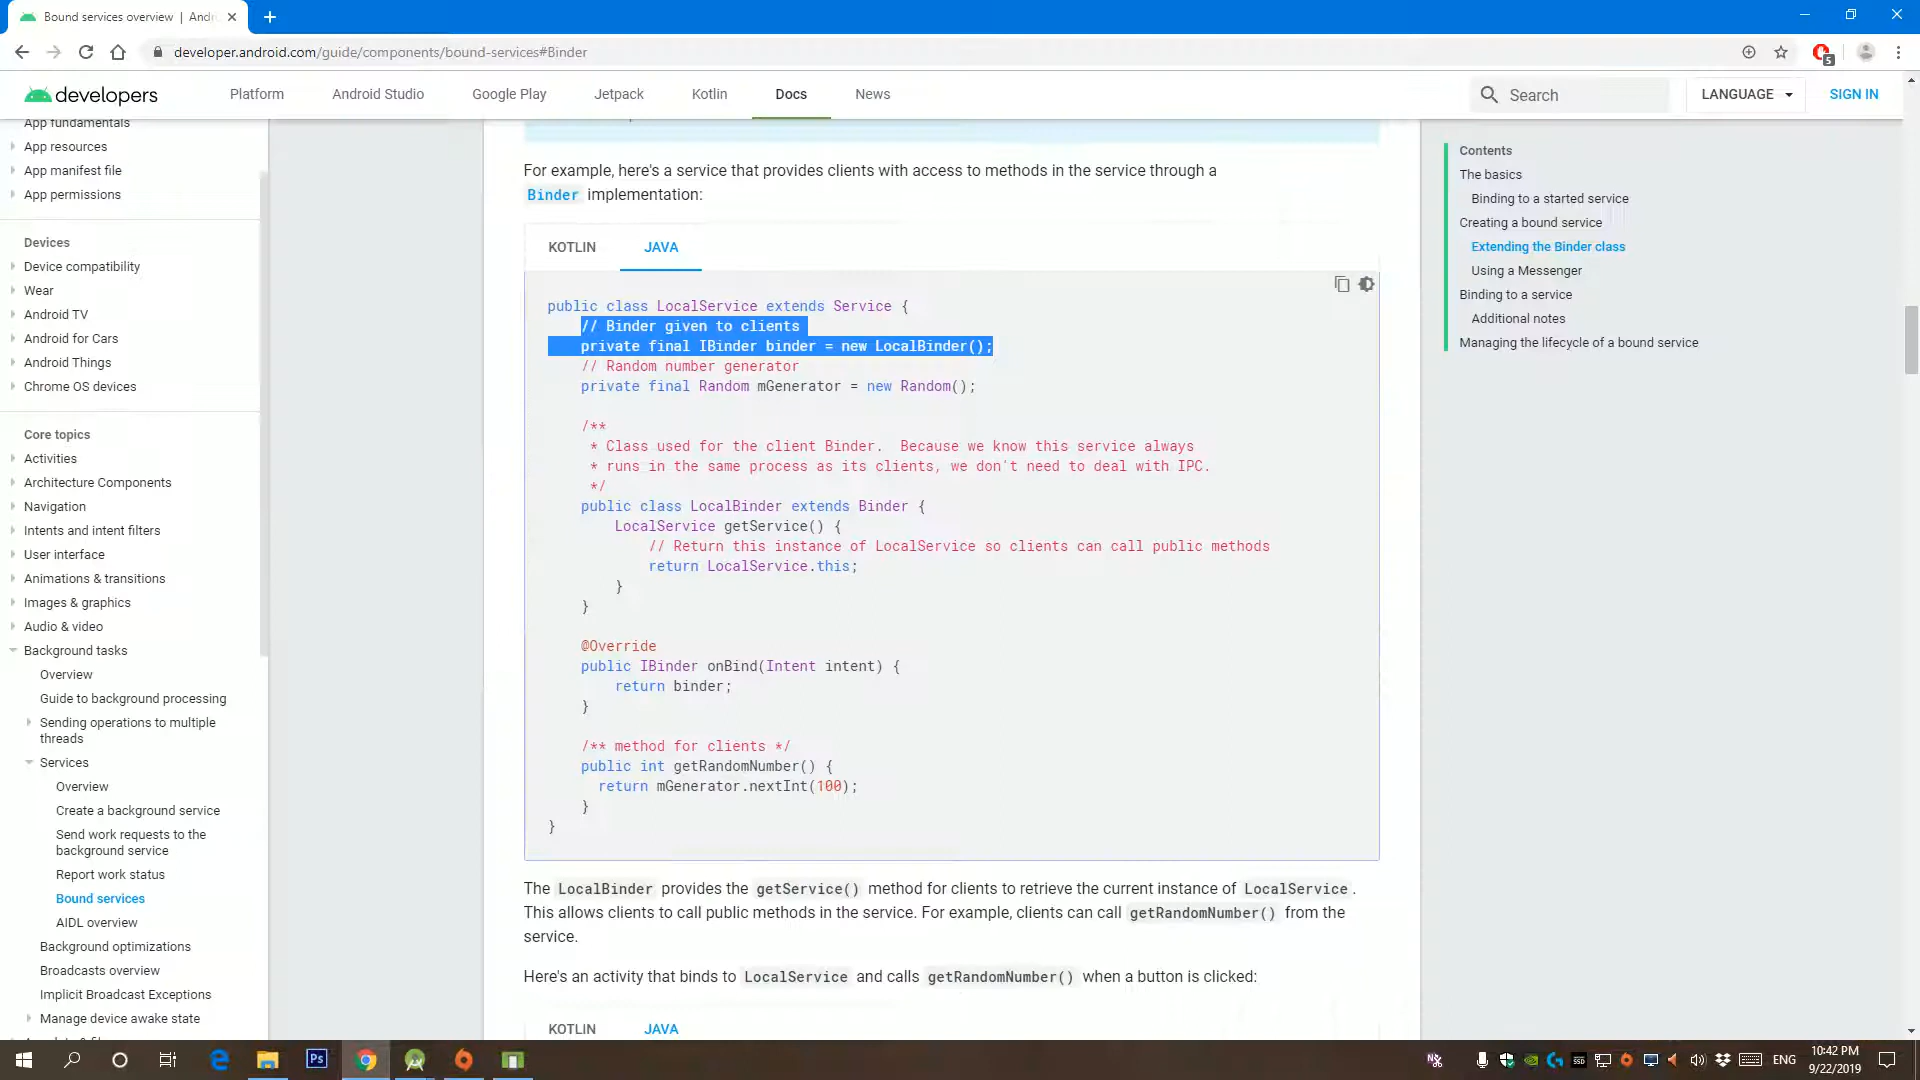 Bound services overview | Andr
developer.android.com/guide/components/bound-services#Binder
5
developers
Platform
Android Studio
Google Play
Jetpack
Kotlin
Docs
News
Search
LANGUAGE
SIGN IN
App fundamentals
App resources
App manifest file
App permissions
Devices
Device compatibility
Wear
Android TV
Android for Cars
Android Things
Chrome OS devices
Core topics
Activities
Architecture Components
Navigation
Intents and intent filters
User interface
Animations & transitions
Images & graphics
Audio & video
Background tasks
Overview
Guide to background processing
Sending operations to multiple
threads
Services
Overview
Create a background service
Send work requests to the
background service
Report work status
Bound services
AIDL overview
Background optimizations
Broadcasts overview
Implicit Broadcast Exceptions
Manage device awake state
For example, here's a service that provides clients with access to methods in the service through a
Binder implementation:
KOTLIN
JAVA
public class LocalService extends Service {
// Binder given to clients
private final IBinder binder = new LocalBinder();
// Random number generator
private final Random mGenerator = new Random();
/**
* Class used for the client Binder.  Because we know this service always
* runs in the same process as its clients, we don't need to deal with IPC.
*/
public class LocalBinder extends Binder {
LocalService getService() {
// Return this instance of LocalService so clients can call public methods
return LocalService.this;
}
}
@Override
public IBinder onBind(Intent intent) {
return binder;
}
/** method for clients */
public int getRandomNumber() {
return mGenerator.nextInt(100);
}
}
The LocalBinder provides the getService() method for clients to retrieve the current instance of LocalService.
This allows clients to call public methods in the service. For example, clients can call getRandomNumber() from the
service.
Here's an activity that binds to LocalService and calls getRandomNumber() when a button is clicked:
KOTLIN
JAVA
Contents
The basics
Binding to a started service
Creating a bound service
Extending the Binder class
Using a Messenger
Binding to a service
Additional notes
Managing the lifecycle of a bound service
Ps
SSD
ENG
10:42 PM
9/22/2019